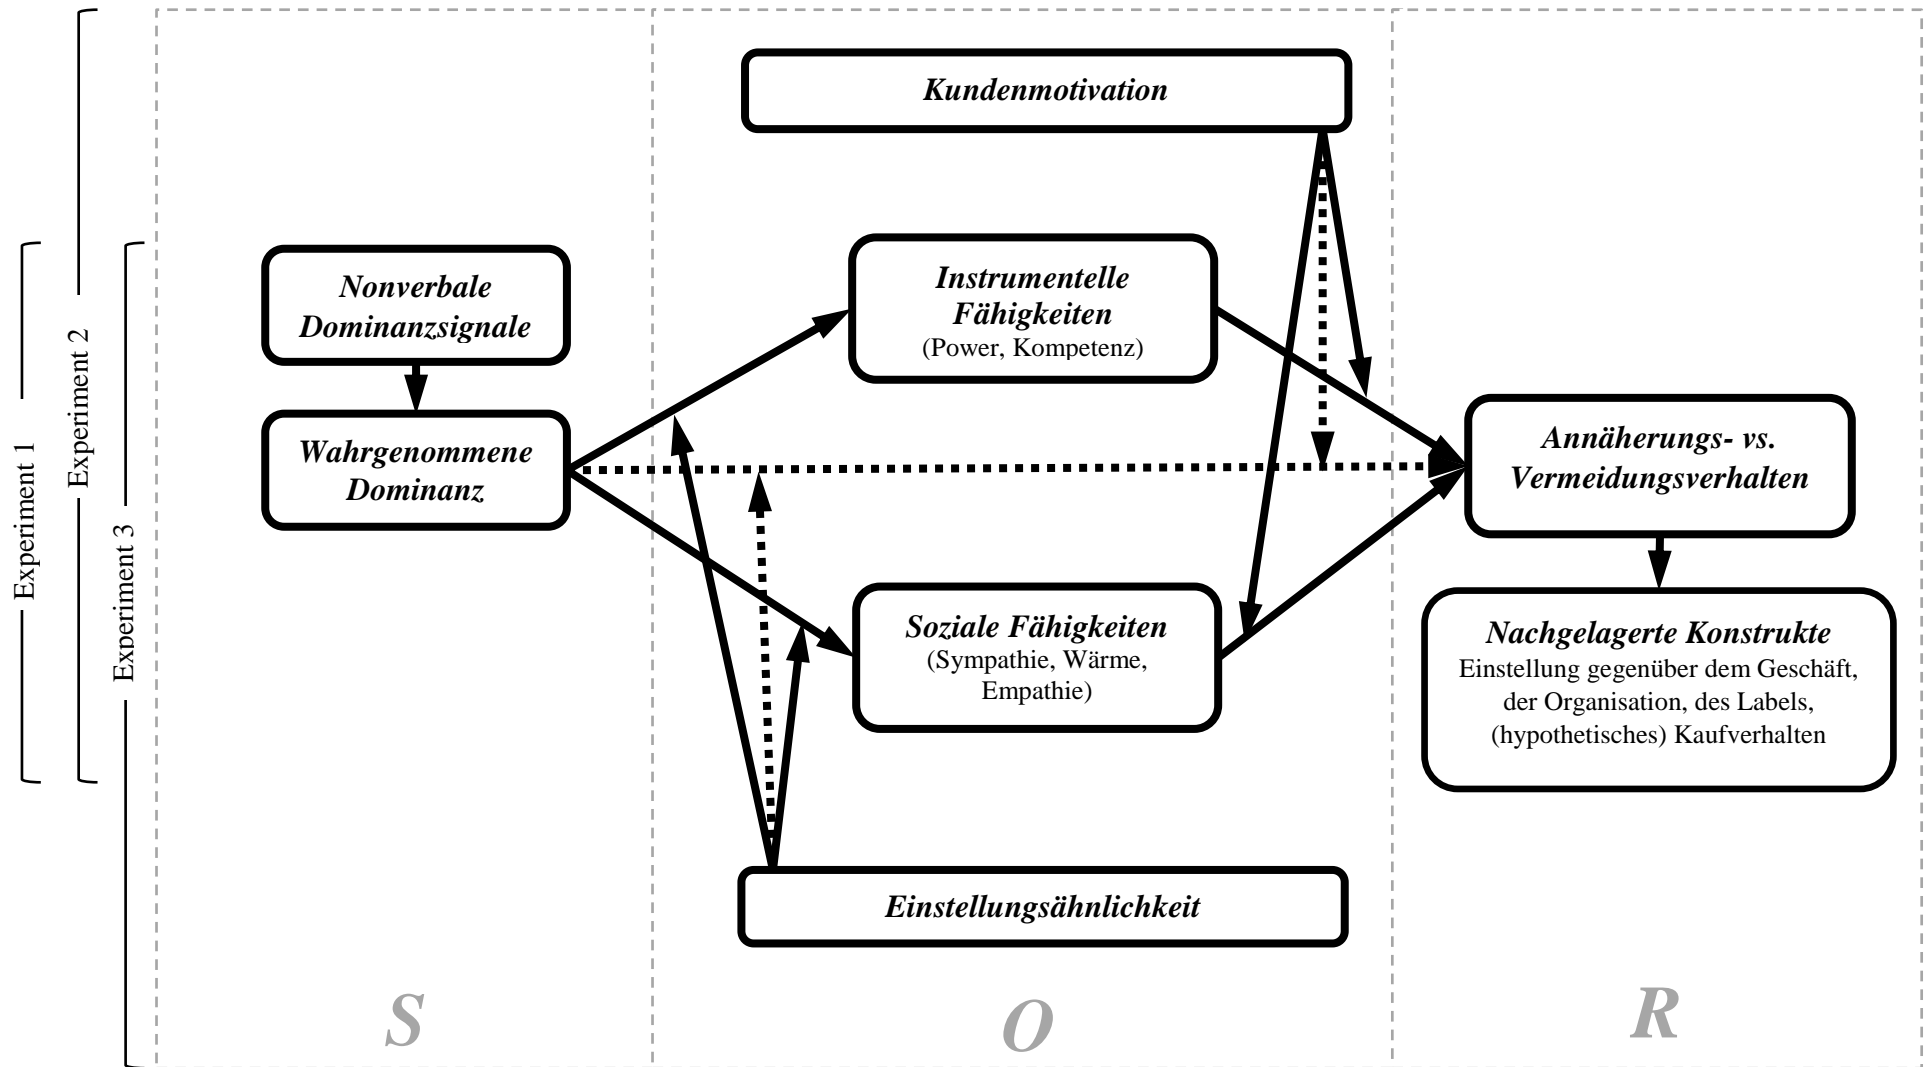 Kundenmotivation
Experiment 1
Experiment 2
Experiment 3
Nonverbale
Dominanzsignale
Wahrgenommene
Dominanz
Instrumentelle
Fähigkeiten
(Power, Kompetenz)
Soziale Fähigkeiten
(Sympathie, Wärme,
Empathie)
Annäherungs- vs.
Vermeidungsverhalten
Nachgelagerte Konstrukte
Einstellung gegenüber dem Geschäft,
der Organisation, des Labels,
(hypothetisches) Kaufverhalten
Einstellungsähnlichkeit
S
O
R